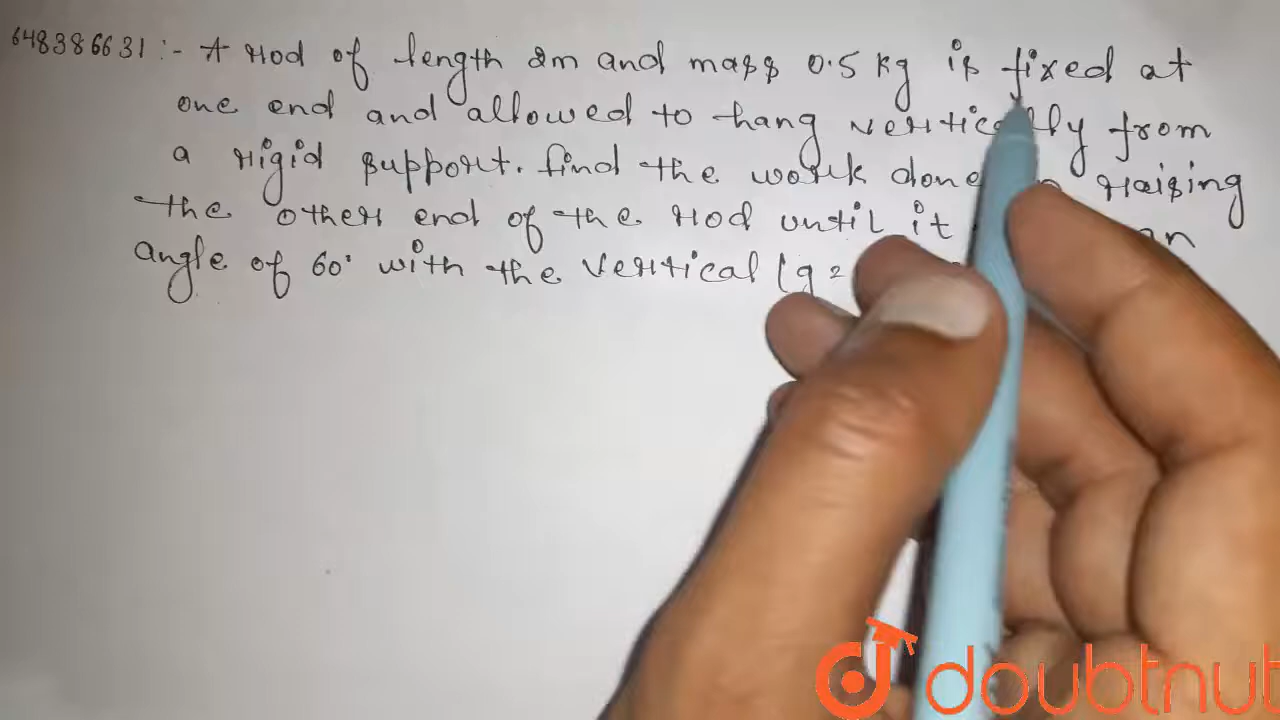 648386631 :- A rod of length 2m and mass 0.5 kg is fixed at
one end and allowed to hang vertically from
a rigid support. find the work done raising
the other end of the rod until it an
angle of 60° with the vertical (g =
doubtnut